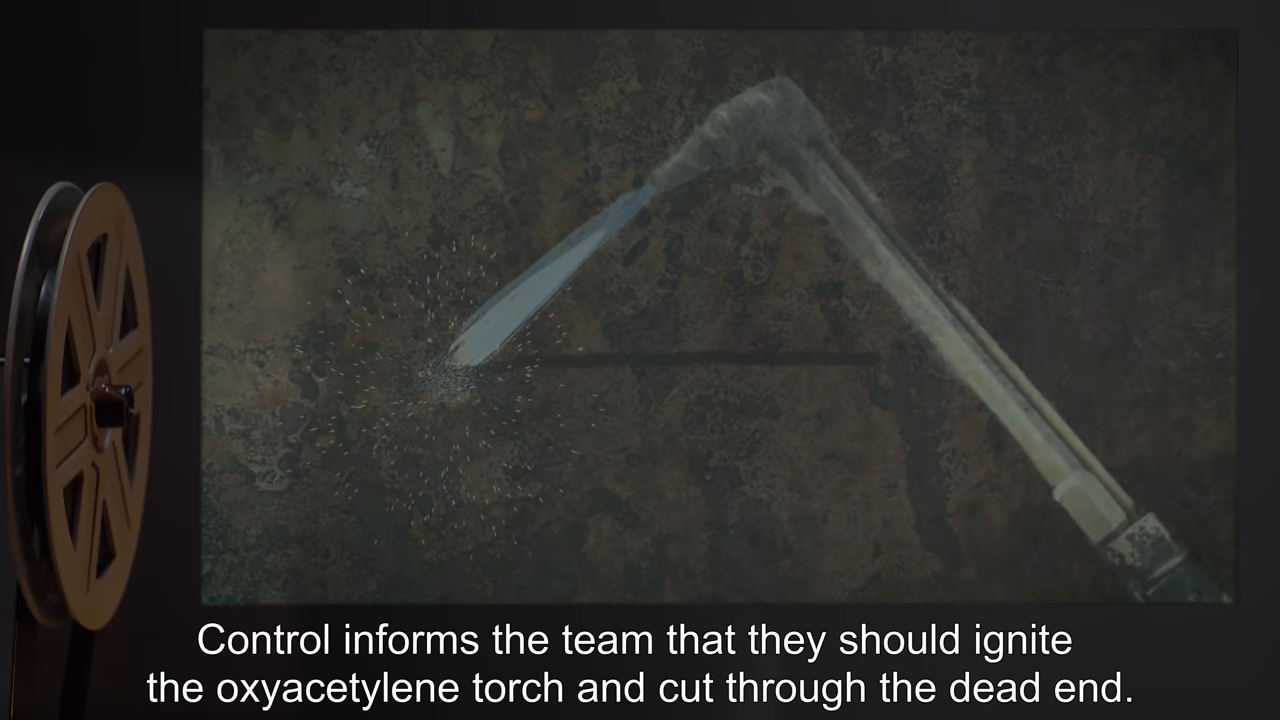 Control informs the team that they should ignite
the oxyacetylene torch and cut through the dead end.